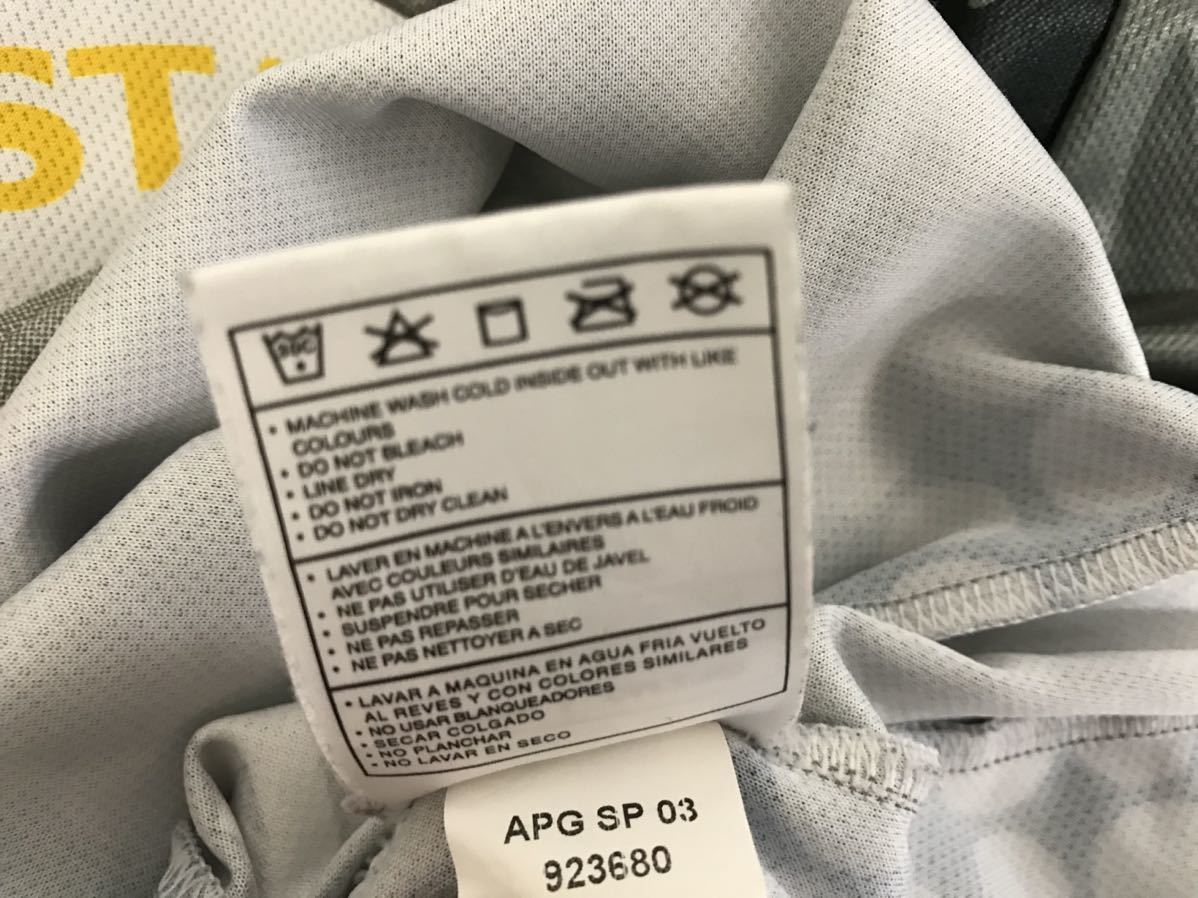 ST
30C
• MACHINE WASH COLD INSIDE OUT WITH LIKE
COLOURS
• DO NOT BLEACH
• LINE DRY
• DO NOT IRON
• DO NOT DRY CLEAN
• LAVER EN MACHINE A L'ENVERS A L'EAU FROID
AVEC COULEURS SIMILAIRES
• NE PAS UTILISER D'EAU DE JAVEL
• SUSPENDRE POUR SECHER
• NE PAS REPASSER
• NE PAS NETTOYER A SEC
• LAVAR A MAQUINA EN AGUA FRIA VUELTO
AL REVES Y CON COLORES SIMILARES
• NO USAR BLANQUEADORES
• SECAR COLGADO
• NO PLANCHAR
• NO LAVAR EN SECO
APG SP 03
923680